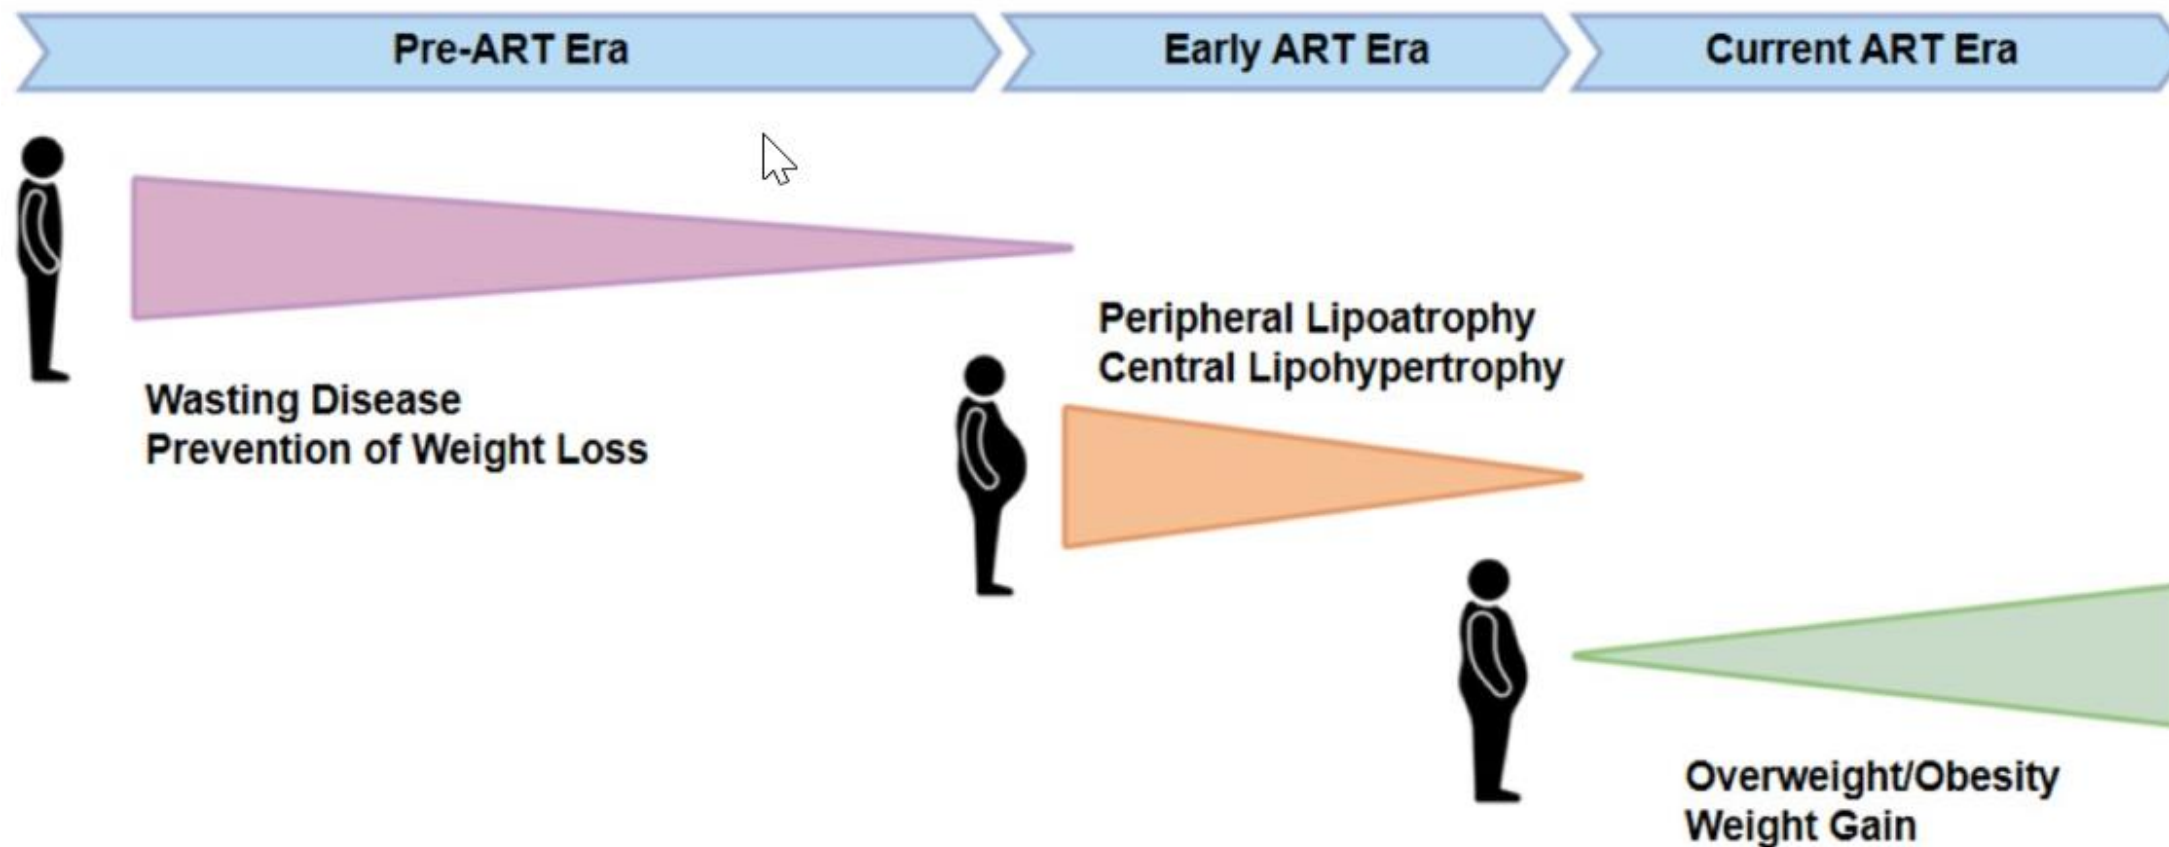 Pre-ART Era
Early ART Era
Current ART Era
Peripheral Lipoatrophy
Central Lipohypertrophy
Wasting Disease
Prevention of Weight Loss
Overweight/Obesity
Weight Gain